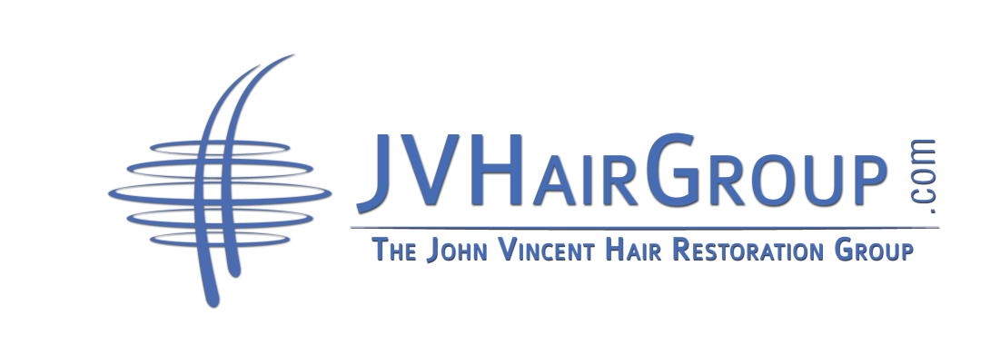 JVHairGroup.com
The John Vincent Hair Restoration Group